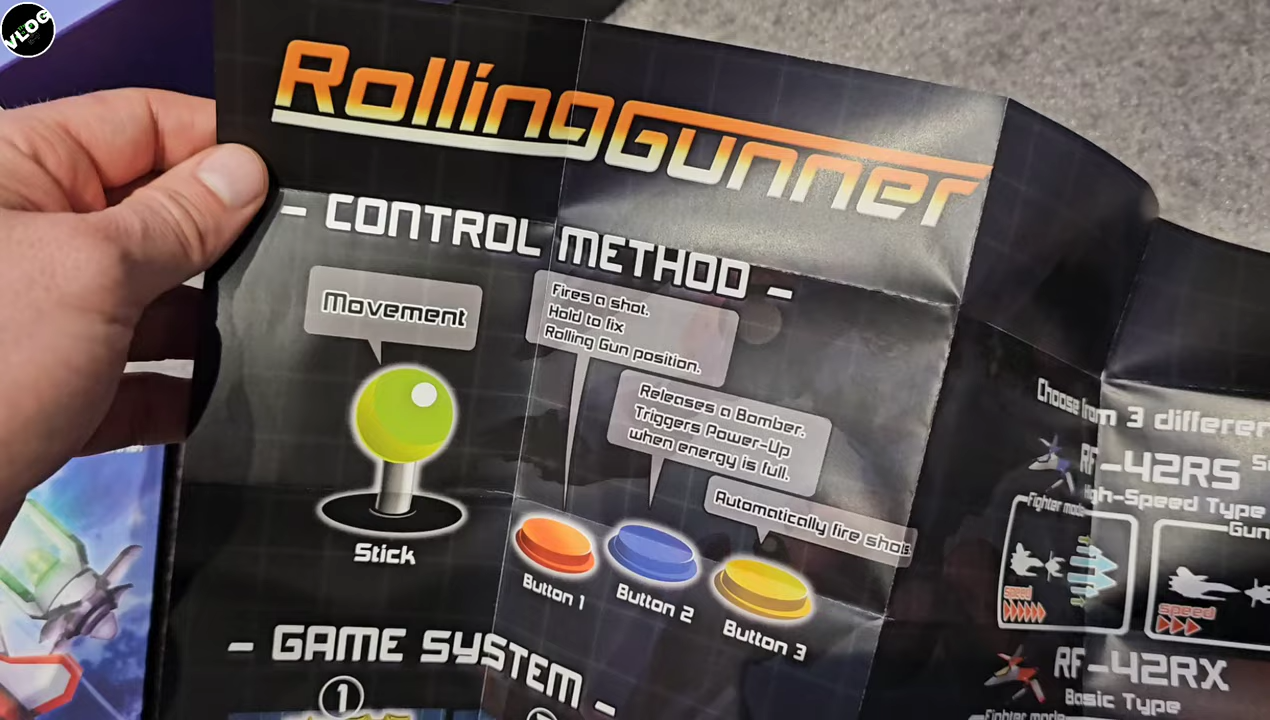 VLOG
RollingGunner
- CONTROL METHOD -
Movement
Fires a shot.
Hold to fix
Rolling Gun position.
Releases a Bomber.
Triggers Power-Up
when energy is full.
Automatically fire shots
Stick
Button 1
Button 2
Button 3
- GAME SYSTEM -
1
Choose from 3 differen
RF-42RS
High-Speed Type
Fighter mode
Gun
speed
speed
RF-42RX
Basic Type
Fighter mode